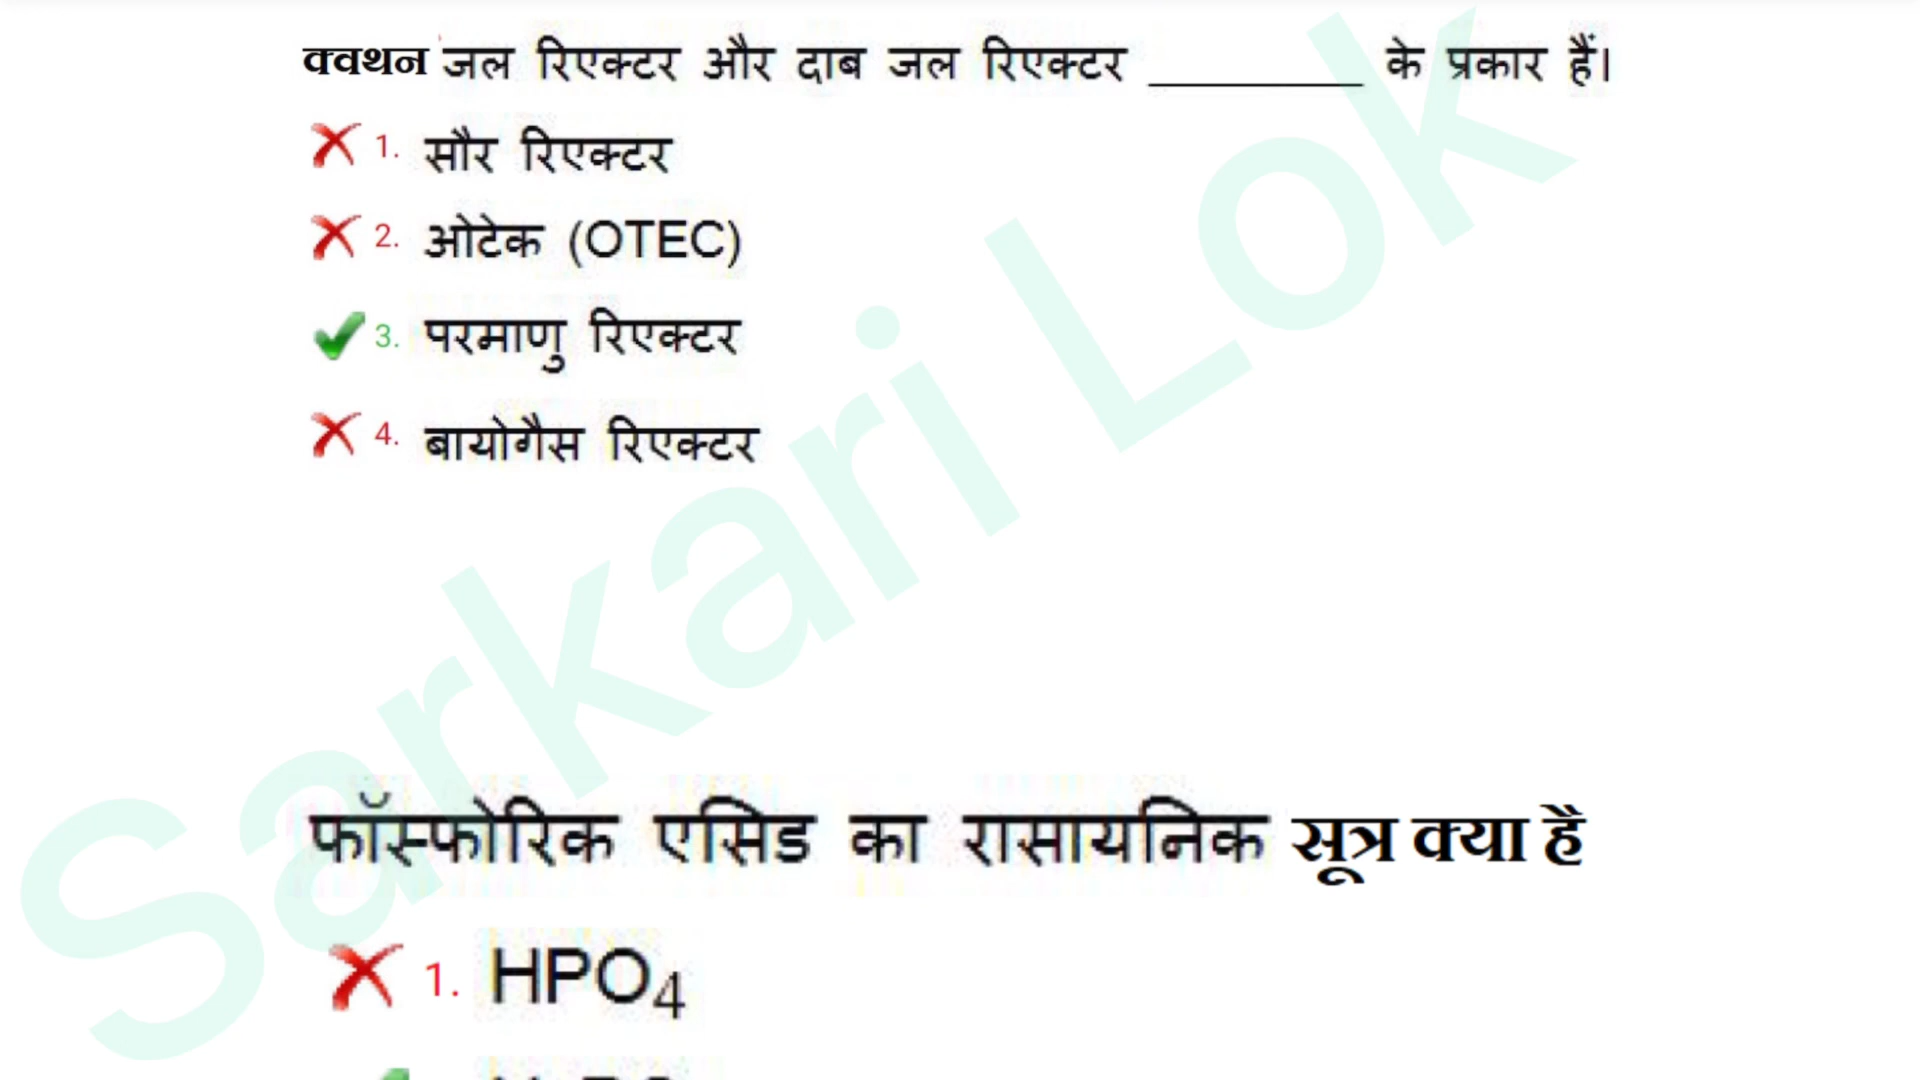 क्वथन जल रिएक्टर और दाब जल रिएक्टर ________ के प्रकार हैं।
1. सौर रिएक्टर
2. ओटेक (OTEC)
3. परमाणु रिएक्टर
4. बायोगैस रिएक्टर
फॉस्फोरिक एसिड का रासायनिक सूत्र क्या है
1. HPO₄
Sarkari Lok